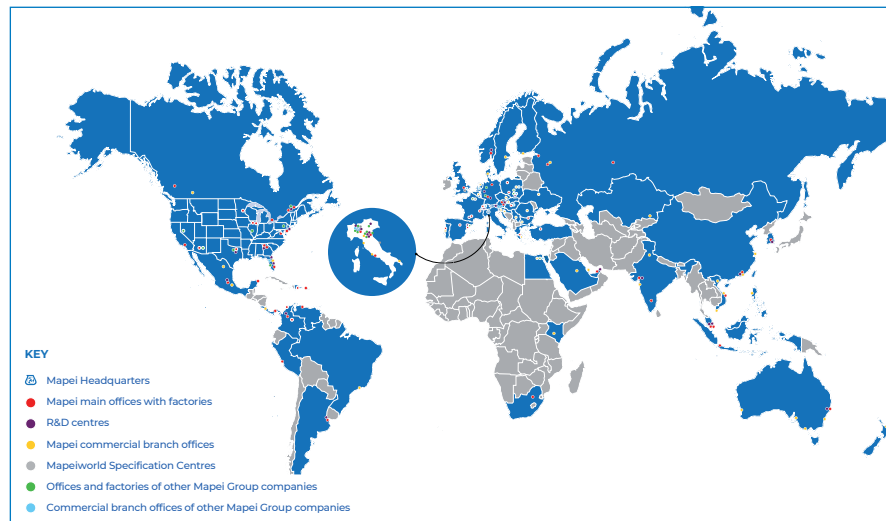 KEY
Mapei Headquarters
Mapei main offices with factories
R&D centres
Mapei commercial branch offices
Mapeiworld Specification Centres
Offices and factories of other Mapei Group companies
Commercial branch offices of other Mapei Group companies